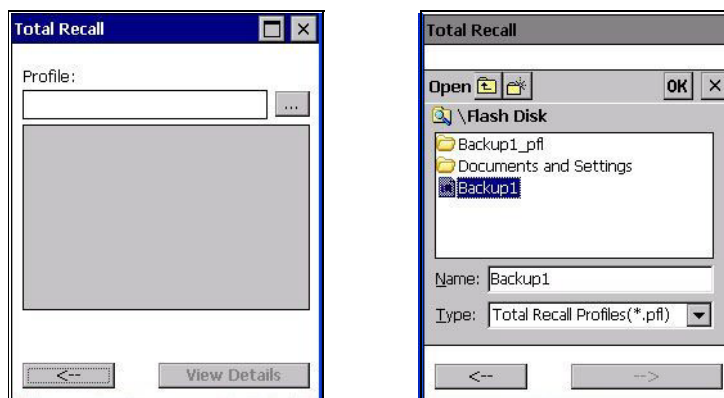 Total Recall
Profile:
...
<-- View Details
Total Recall
Open OK
\Flash Disk
Backup1_pfl
Documents and Settings
Backup1
Name: Backup1
Type: Total Recall Profiles(*.pfl)
<-- -->